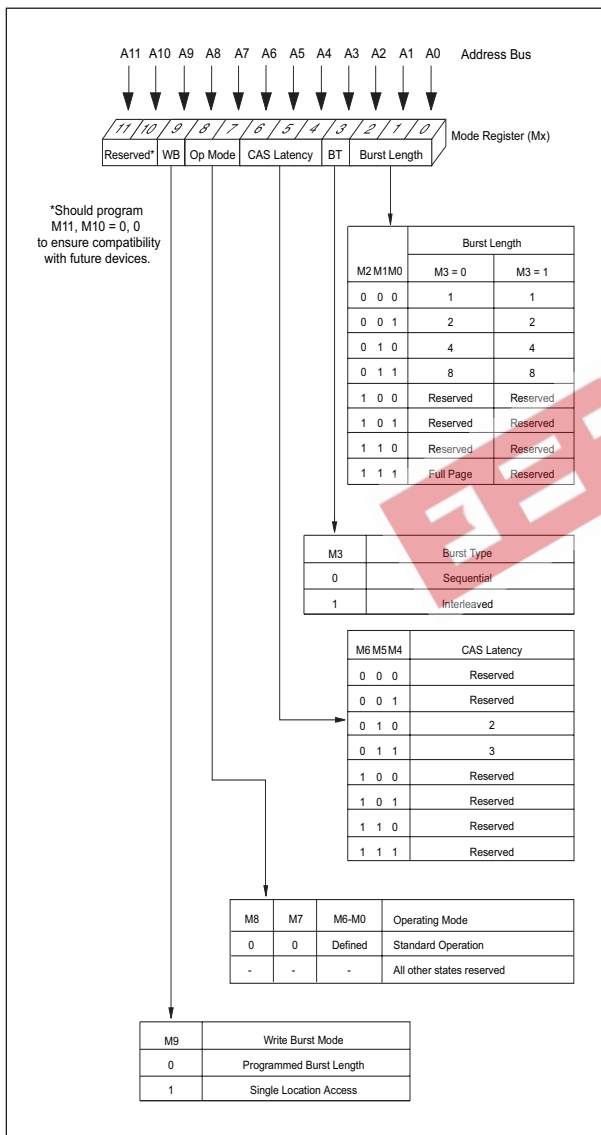 A11 A10 A9 A8 A7 A6 A5 A4 A3 A2 A1 A0 Address Bus
11 10 9 8 7 6 5 4 3 2 1 0 Mode Register (Mx)
Reserved* WB Op Mode CAS Latency BT Burst Length
*Should program
M11, M10 = 0, 0
to ensure compatibility
with future devices.
Burst Length
M2 M1 M0 M3 = 0 M3 = 1
0 0 0 1 1
0 0 1 2 2
0 1 0 4 4
0 1 1 8 8
1 0 0 Reserved Reserved
1 0 1 Reserved Reserved
1 1 0 Reserved Reserved
1 1 1 Full Page Reserved
M3 Burst Type
0 Sequential
1 Interleaved
M6 M5 M4 CAS Latency
0 0 0 Reserved
0 0 1 Reserved
0 1 0 2
0 1 1 3
1 0 0 Reserved
1 0 1 Reserved
1 1 0 Reserved
1 1 1 Reserved
M8 M7 M6-M0 Operating Mode
0 0 Defined Standard Operation
- - - All other states reserved
M9 Write Burst Mode
0 Programmed Burst Length
1 Single Location Access